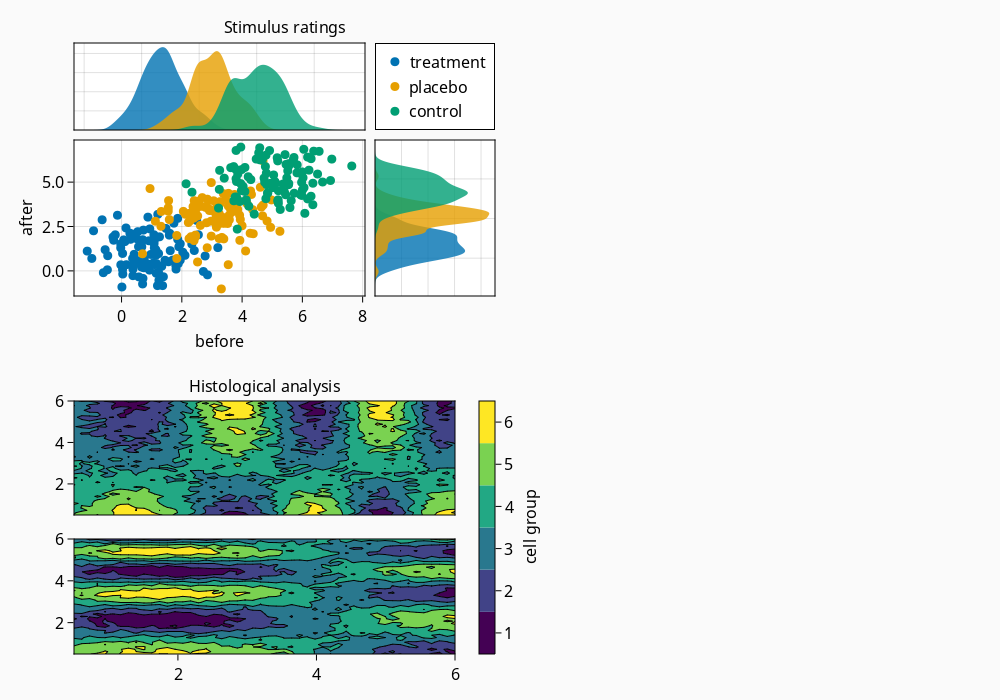 Stimulus ratings
treatment
placebo
control
after
5.0
2.5
0.0
0 2 4 6 8
before
Histological analysis
6
4
2
6
4
2
2 4 6
6
5
4
3
2
1
cell group